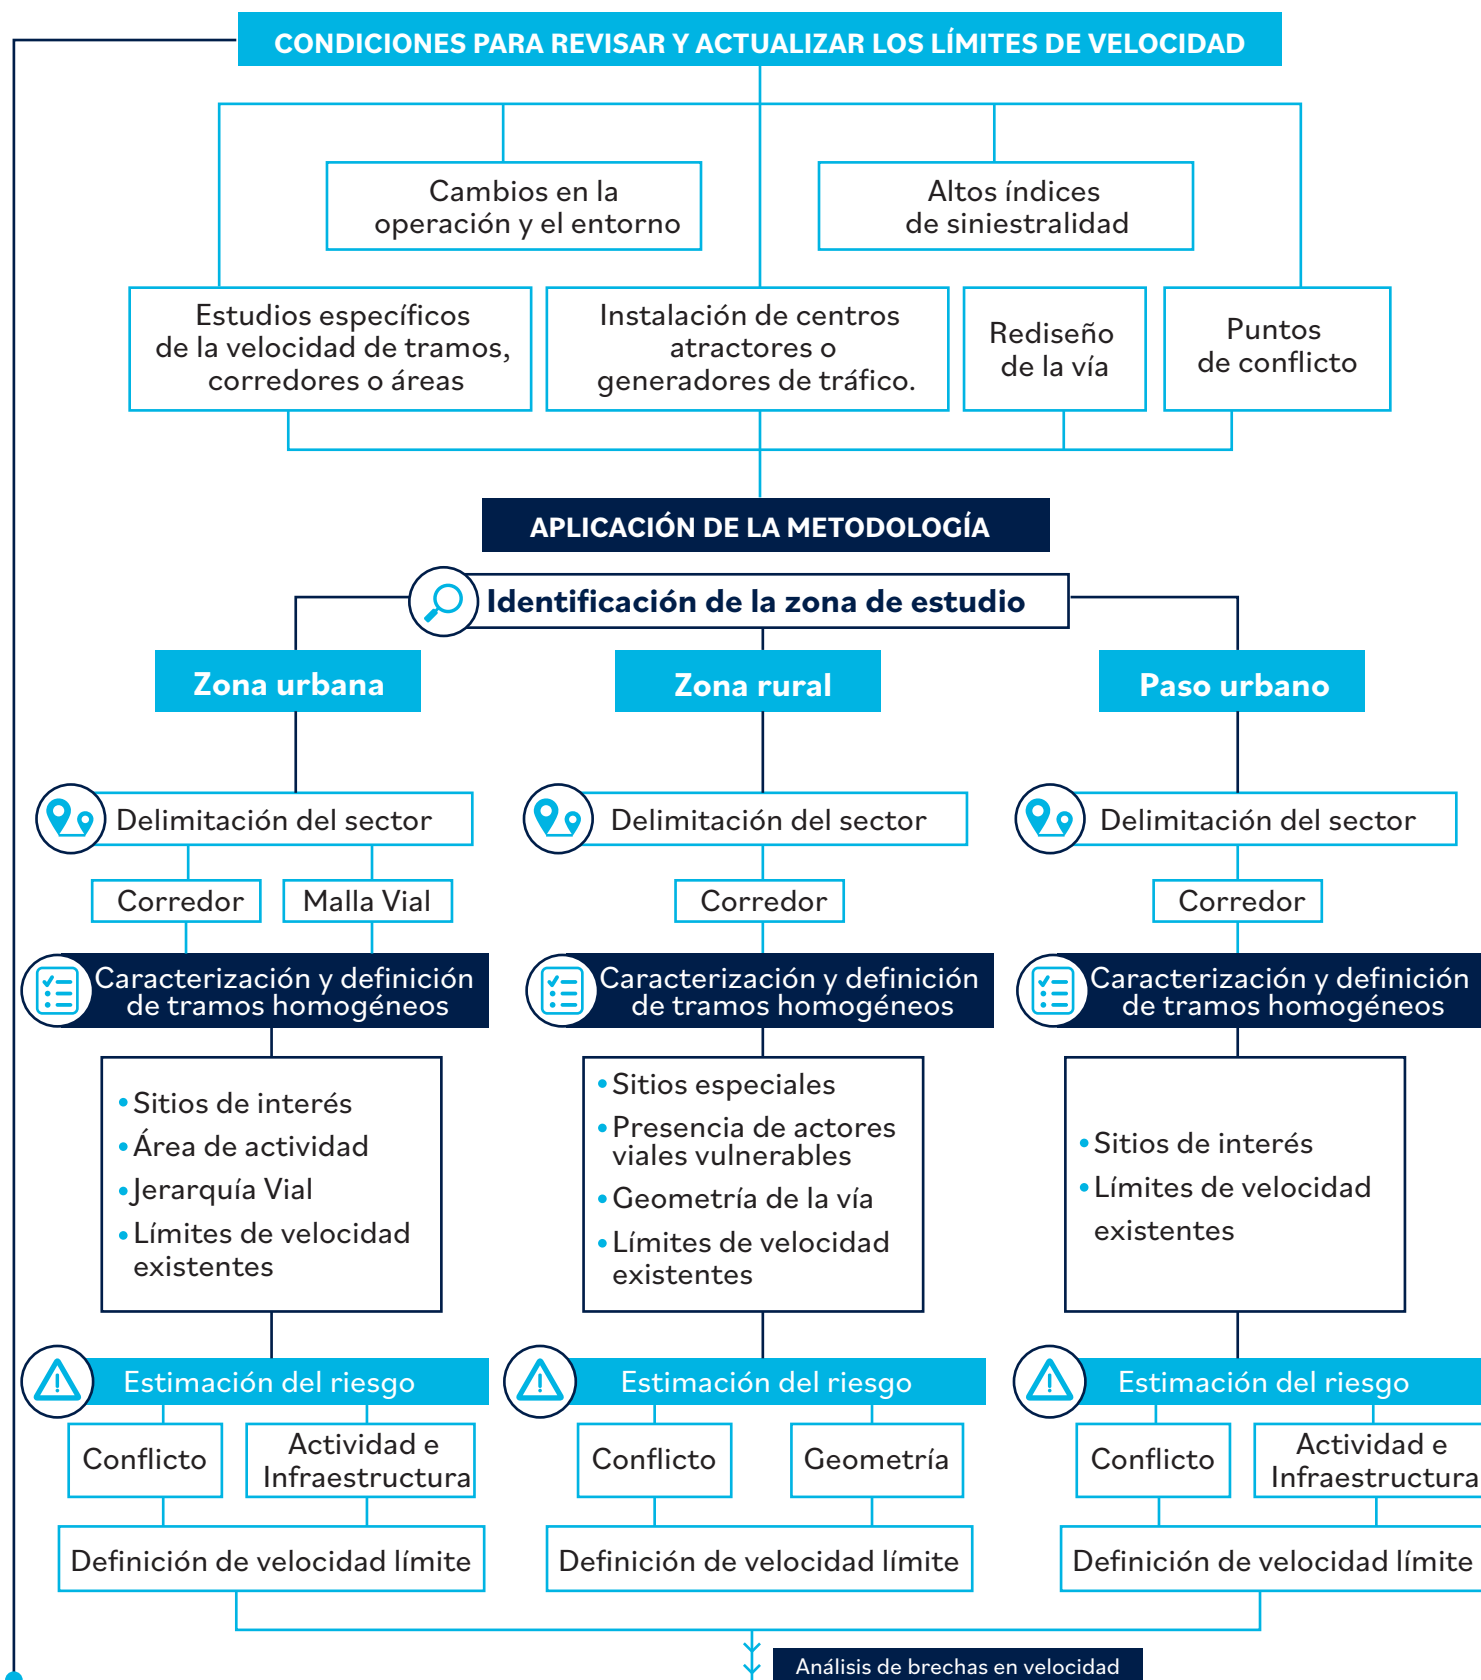 CONDICIONES PARA REVISAR Y ACTUALIZAR LOS LÍMITES DE VELOCIDAD
Cambios en la
operación y el entorno
Altos índices
de siniestralidad
Estudios específicos
de la velocidad de tramos,
corredores o áreas
Instalación de centros
atractores o
generadores de tráfico.
Rediseño
de la vía
Puntos
de conflicto
APLICACIÓN DE LA METODOLOGÍA
Identificación de la zona de estudio
Zona urbana
Delimitación del sector
Corredor
Malla Vial
Caracterización y definición
de tramos homogéneos
• Sitios de interés
• Área de actividad
• Jerarquía Vial
• Límites de velocidad
existentes
Estimación del riesgo
Conflicto
Actividad e
Infraestructura
Definición de velocidad límite
Zona rural
Delimitación del sector
Corredor
Caracterización y definición
de tramos homogéneos
• Sitios especiales
• Presencia de actores
viales vulnerables
• Geometría de la vía
• Límites de velocidad
existentes
Estimación del riesgo
Conflicto
Geometría
Definición de velocidad límite
Paso urbano
Delimitación del sector
Corredor
Caracterización y definición
de tramos homogéneos
• Sitios de interés
• Límites de velocidad
existentes
Estimación del riesgo
Conflicto
Actividad e
Infraestructura
Definición de velocidad límite
Análisis de brechas en velocidad